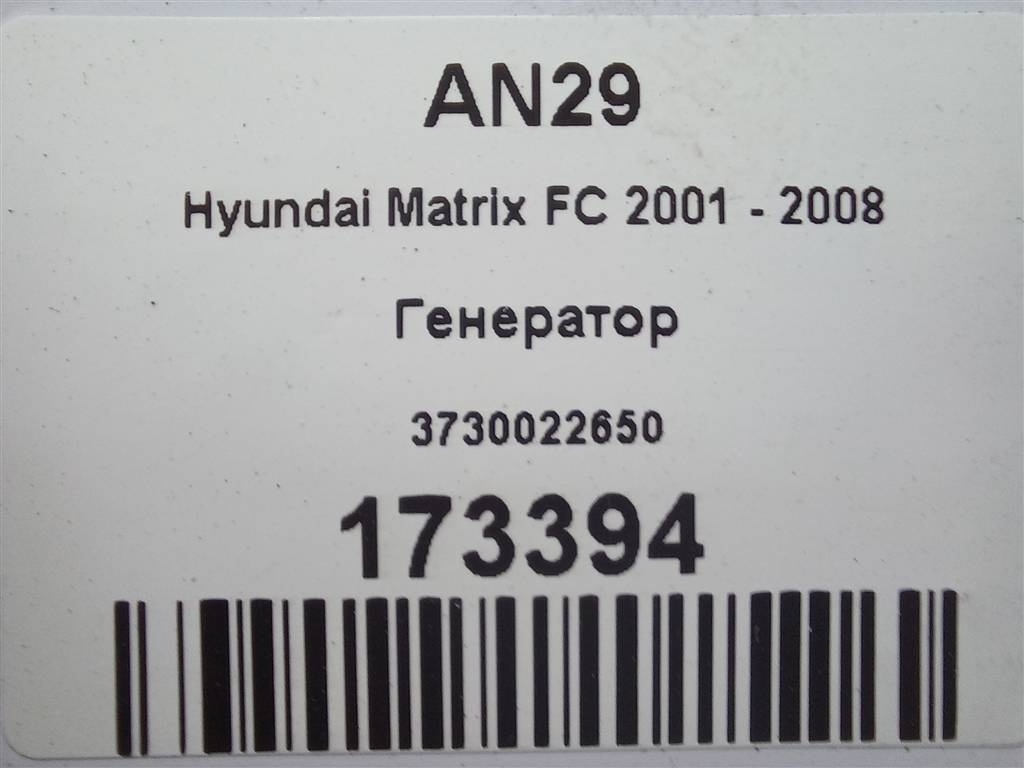 AN29
Hyundai Matrix FC 2001 - 2008
Генератор
3730022650
173394